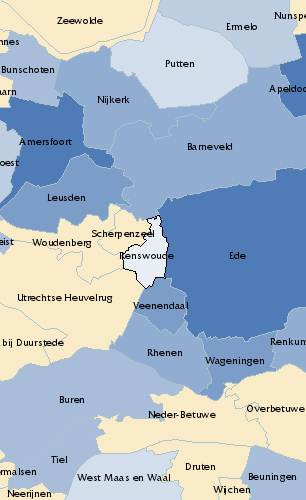 Zeewolde
Nunsp
Ermelo
nnes
Bunschoten
Putten
aarn
Nijkerk
Apeldoo
Amersfoort
Barneveld
oest
Leusden
Scherpenzeel
eist
Woudenberg
Renswoude
Ede
Utrechtse Heuvelrug
Veenendaal
bij Duurstede
Renkum
Rhenen
Wageningen
Buren
Neder-Betuwe
Overbetuwe
Tiel
Druten
ermalsen
West Maas en Waal
Beuningen
Neerijnen
Wijchen